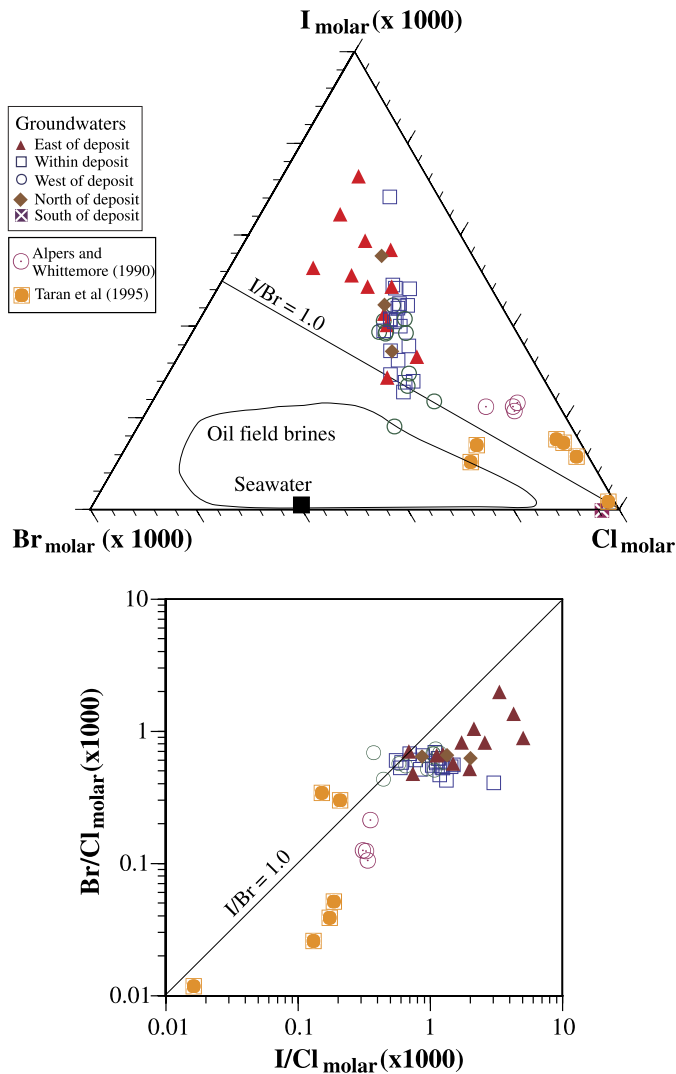 I molar (x 1000)
Groundwaters
East of deposit
Within deposit
West of deposit
North of deposit
South of deposit
Alpers and
Whittemore (1990)
Taran et al (1995)
I/Br = 1.0
Oil field brines
Seawater
Br molar (x 1000)
Cl molar
10
1
0.1
0.01
Br/Cl molar (x1000)
I/Br = 1.0
0.01
0.1
1
10
I/Cl molar (x1000)